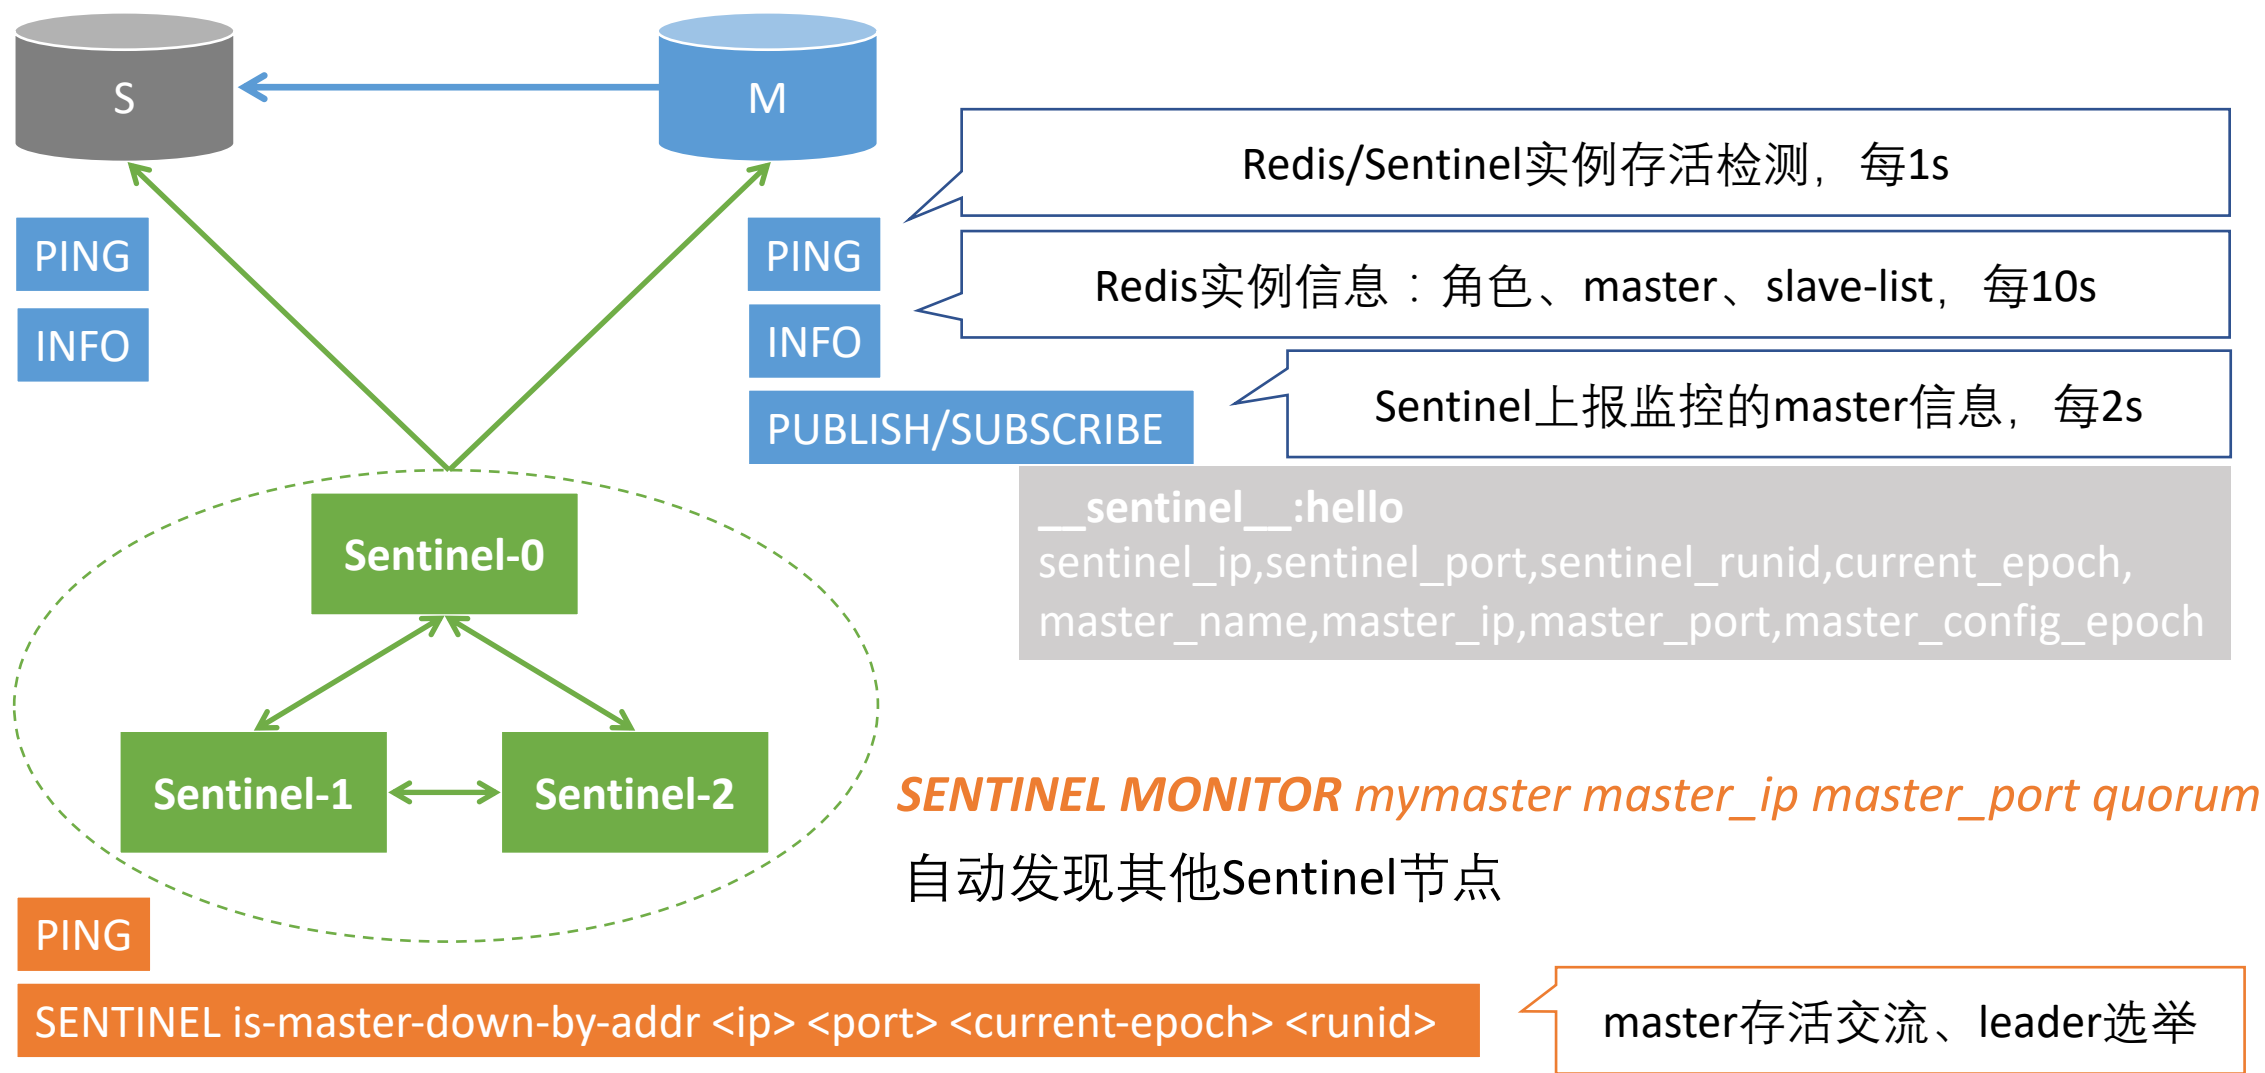 S
M
Redis/Sentinel实例存活检测，每1s
PING
PING
Redis实例信息：角色、master、slave-list，每10s
INFO
INFO
Sentinel上报监控的master信息，每2s
PUBLISH/SUBSCRIBE
__sentinel__:hello
sentinel_ip,sentinel_port,sentinel_runid,current_epoch,
master_name,master_ip,master_port,master_config_epoch
Sentinel-0
Sentinel-1
Sentinel-2
SENTINEL MONITOR mymaster master_ip master_port quorum
自动发现其他Sentinel节点
PING
SENTINEL is-master-down-by-addr <ip> <port> <current-epoch> <runid>
master存活交流、leader选举